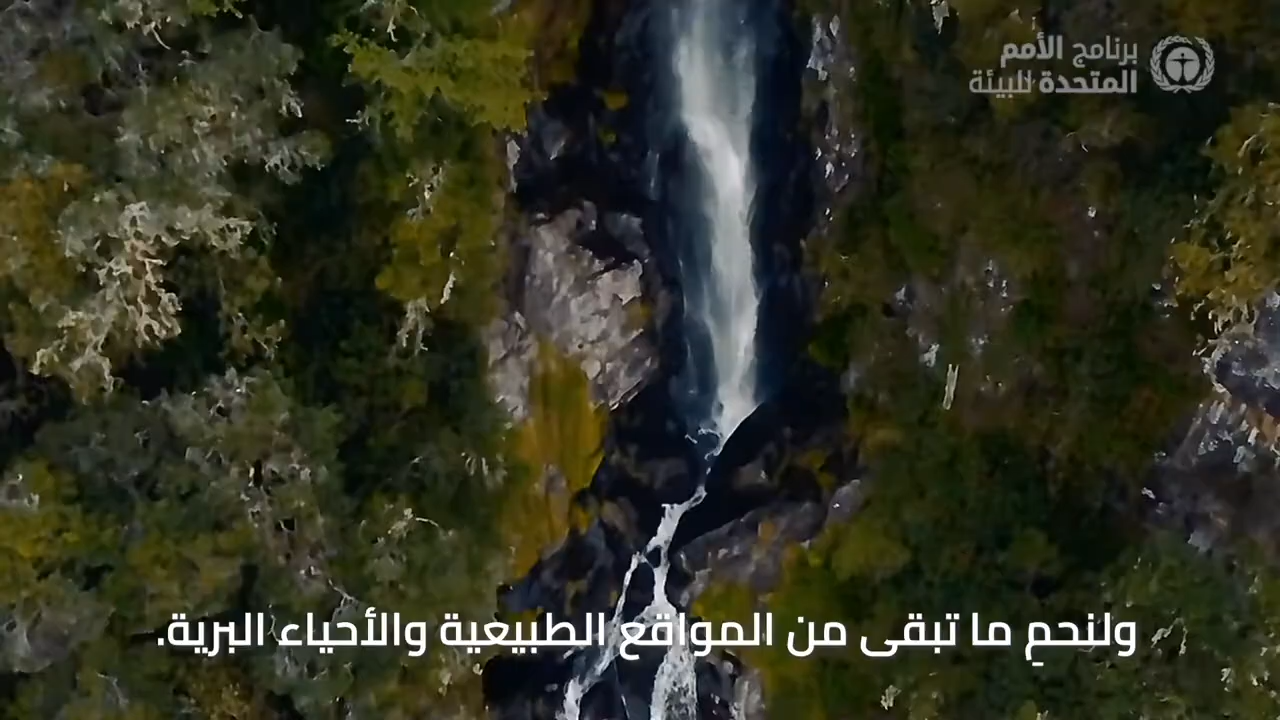 برنامج الأمم
المتحدة للبيئة
ولنحمِ ما تبقى من المواقع الطبيعية والأحياء البرية.